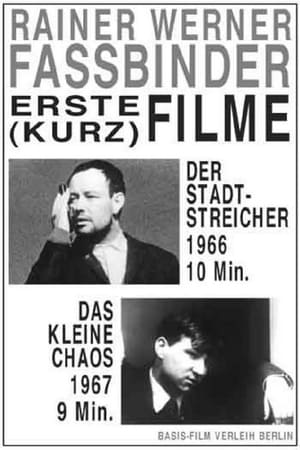 RAINER WERNER
FASSBINDER
ERSTE
(KURZ) FILME
DER
STADT-
STREICHER
1966
10 Min.
DAS
KLEINE
CHAOS
1967
9 Min.
BASIS-FILM VERLEIH BERLIN